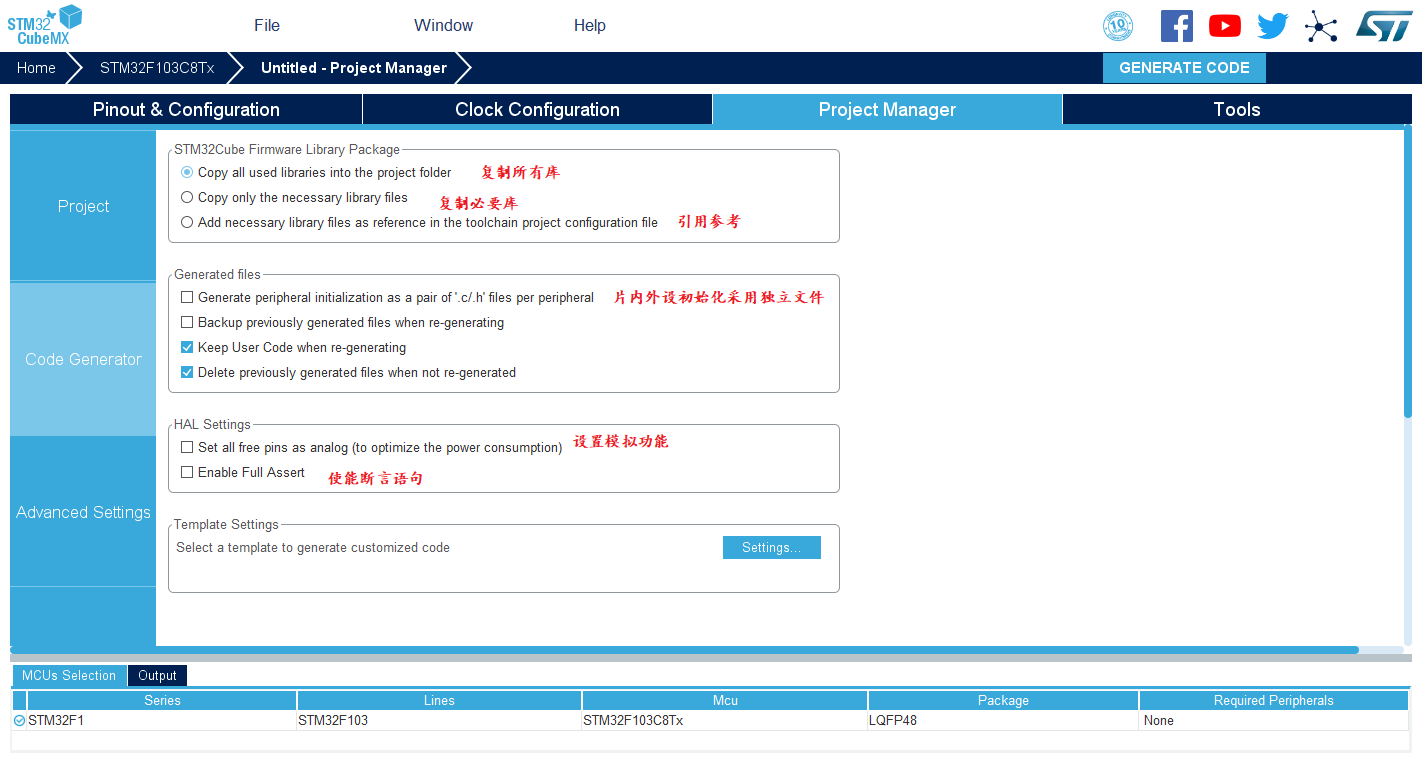 STM32
CubeMX
File
Window
Help
10
ST
Home
STM32F103C8Tx
Untitled - Project Manager
GENERATE CODE
Pinout & Configuration
Clock Configuration
Project Manager
Tools
Project
Code Generator
Advanced Settings
STM32Cube Firmware Library Package
Copy all used libraries into the project folder 复制所有库
Copy only the necessary library files 复制必要库
Add necessary library files as reference in the toolchain project configuration file 引用参考
Generated files
Generate peripheral initialization as a pair of '.c/.h' files per peripheral 片内外设初始化采用独立文件
Backup previously generated files when re-generating
Keep User Code when re-generating
Delete previously generated files when not re-generated
HAL Settings
Set all free pins as analog (to optimize the power consumption) 设置模拟功能
Enable Full Assert 使能断言语句
Template Settings
Select a template to generate customized code
Settings...
MCUs Selection
Output
Series
Lines
Mcu
Package
Required Peripherals
STM32F1
STM32F103
STM32F103C8Tx
LQFP48
None